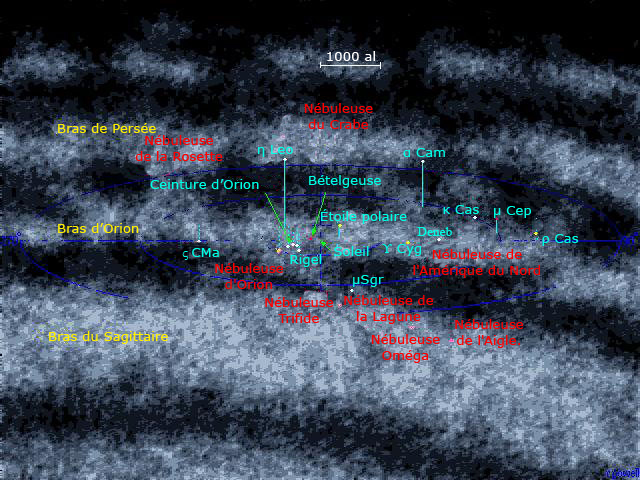 1000 al
Nébuleuse
du Crabe
Bras de Persée
Nébuleuse
de la Rosette
η Leo
α Cam
Ceinture d'Orion
Bételgeuse
Étoile polaire
κ Cas
μ Cep
Bras d'Orion
Deneb
ρ Cas
ς CMa
Rigel
Soleil
ϒ Cyg
Nébuleuse
d'Orion
Nébuleuse de
l'Amérique du Nord
μSgr
Nébuleuse
Trifide
Nébuleuse de
la Lagune
Bras du Sagittaire
Nébuleuse
Oméga
Nébuleuse
de l'Aigle